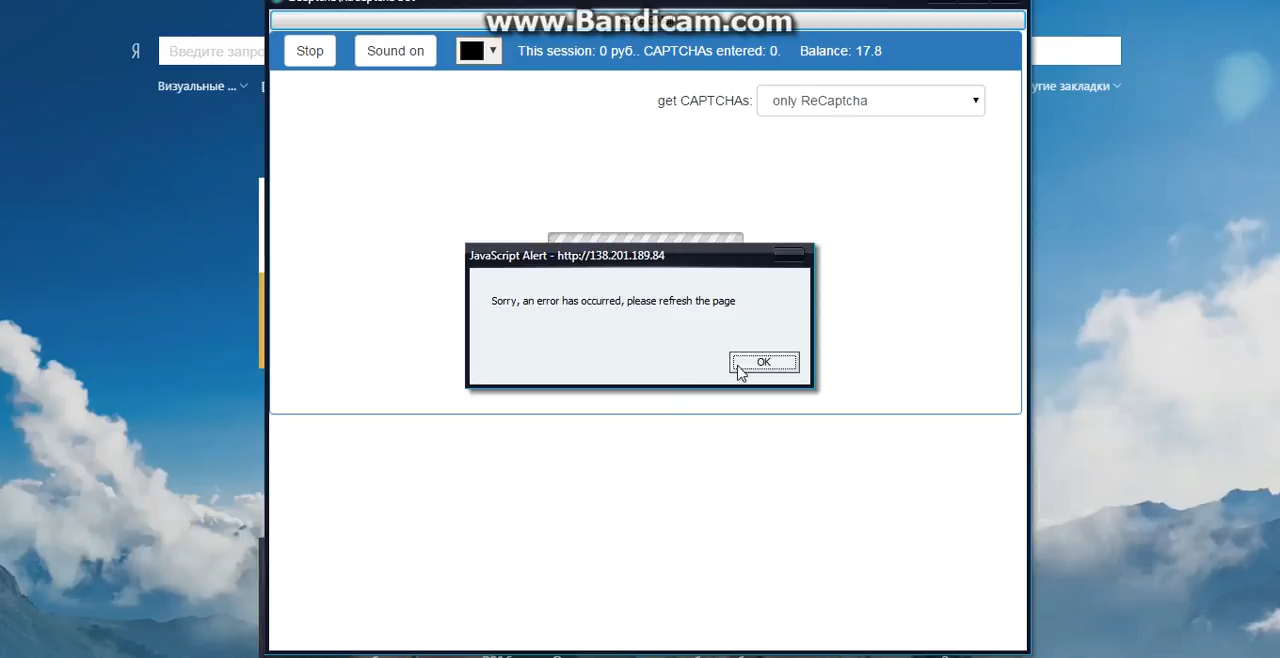 www.Bandicam.com
Я
Введите запро
Stop
Sound on
This session: 0 руб.. CAPTCHAs entered: 0.
Balance: 17.8
Визуальные ...
ругие закладки
get CAPTCHAs:
only ReCaptcha
JavaScript Alert - http://138.201.189.84
Sorry, an error has occurred, please refresh the page
OK